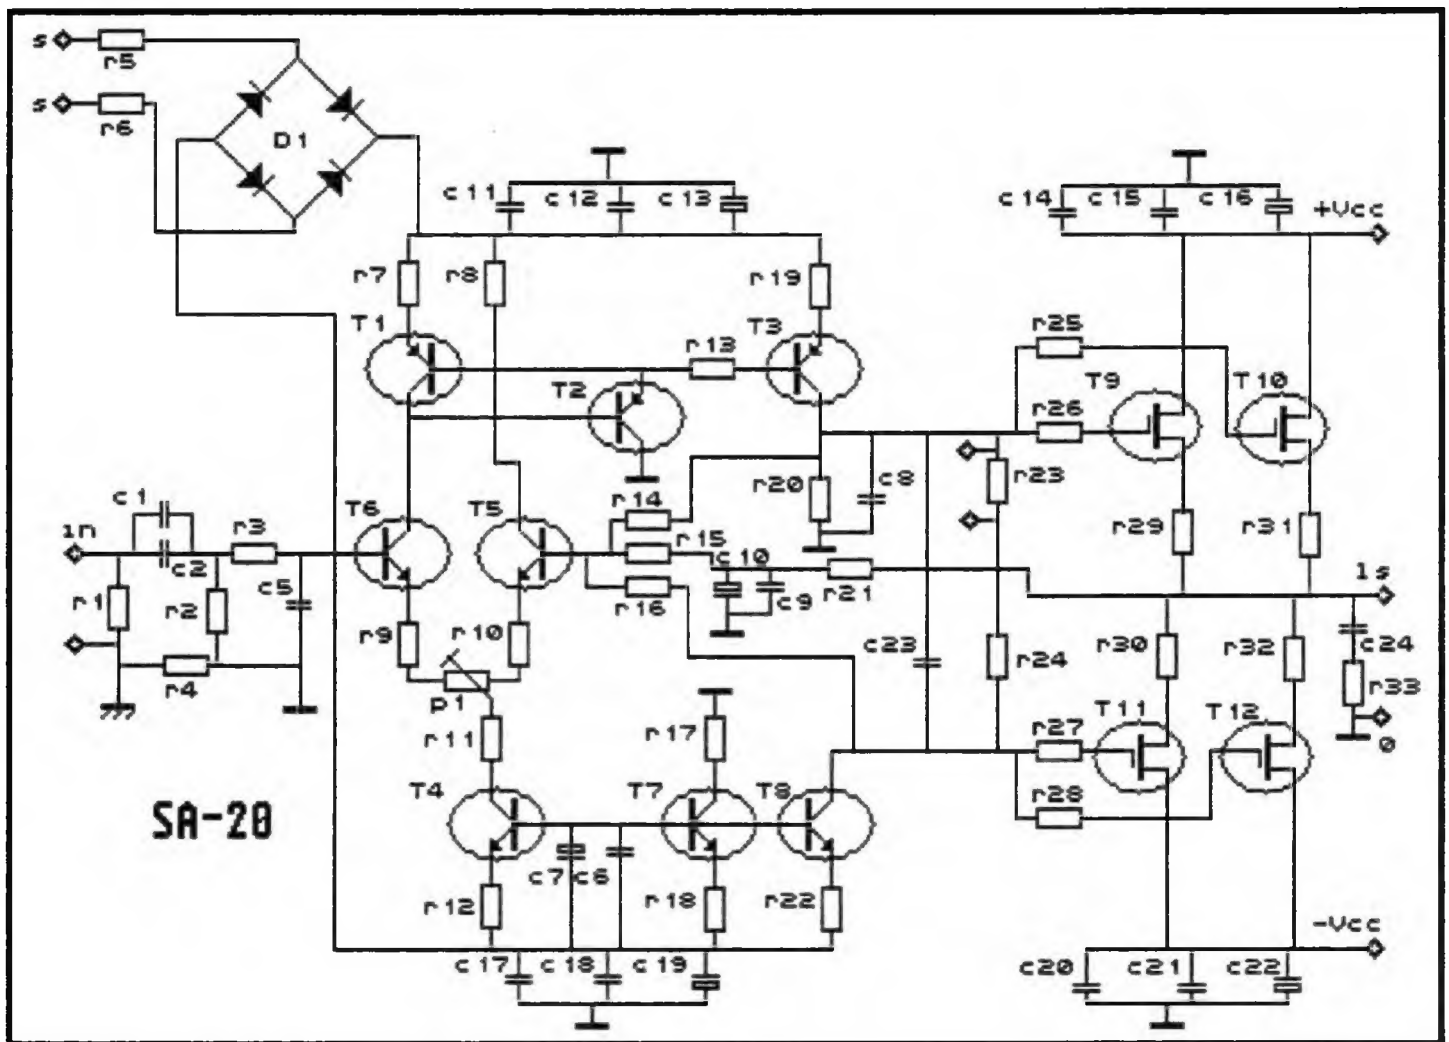 s
r5
s
r6
D1
c11
c12
c13
c14
c15
c16
+Vcc
r7
r8
r19
T1
T3
r13
T2
r25
T9
T10
r26
c1
in
r3
T6
T5
r14
r20
c8
r23
r15
c10
r29
r31
c2
c5
r16
c9
r21
ls
r1
r2
r9
r10
c23
r24
r30
r32
c24
r4
p1
r33
r11
r17
r27
T11
T12
0
T4
T7
T8
r28
SA-20
c7
c6
r12
r18
r22
-Vcc
c17
c18
c19
c20
c21
c22